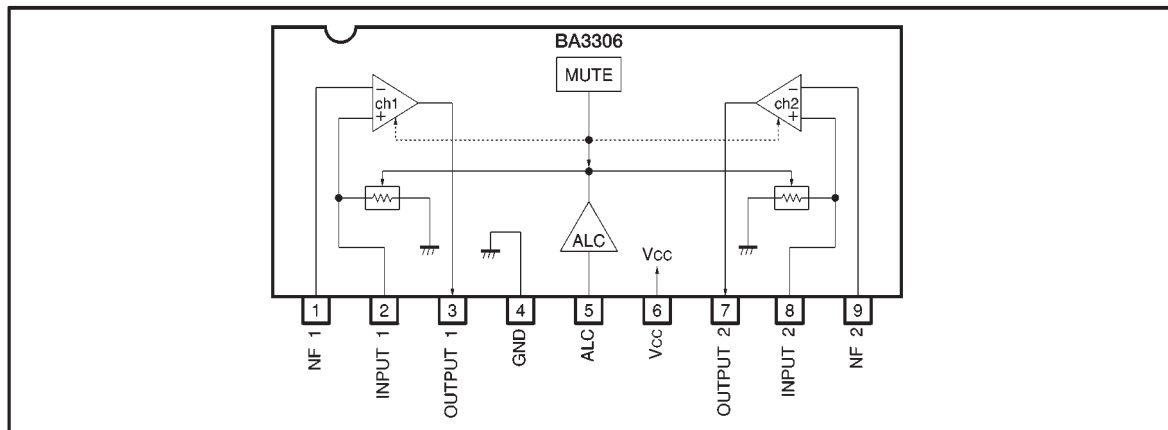 BA3306
MUTE
− ch1 +
− ch2 +
ALC
VCC
1 2 3 4 5 6 7 8 9
NF 1
INPUT 1
OUTPUT 1
GND
ALC
VCC
OUTPUT 2
INPUT 2
NF 2